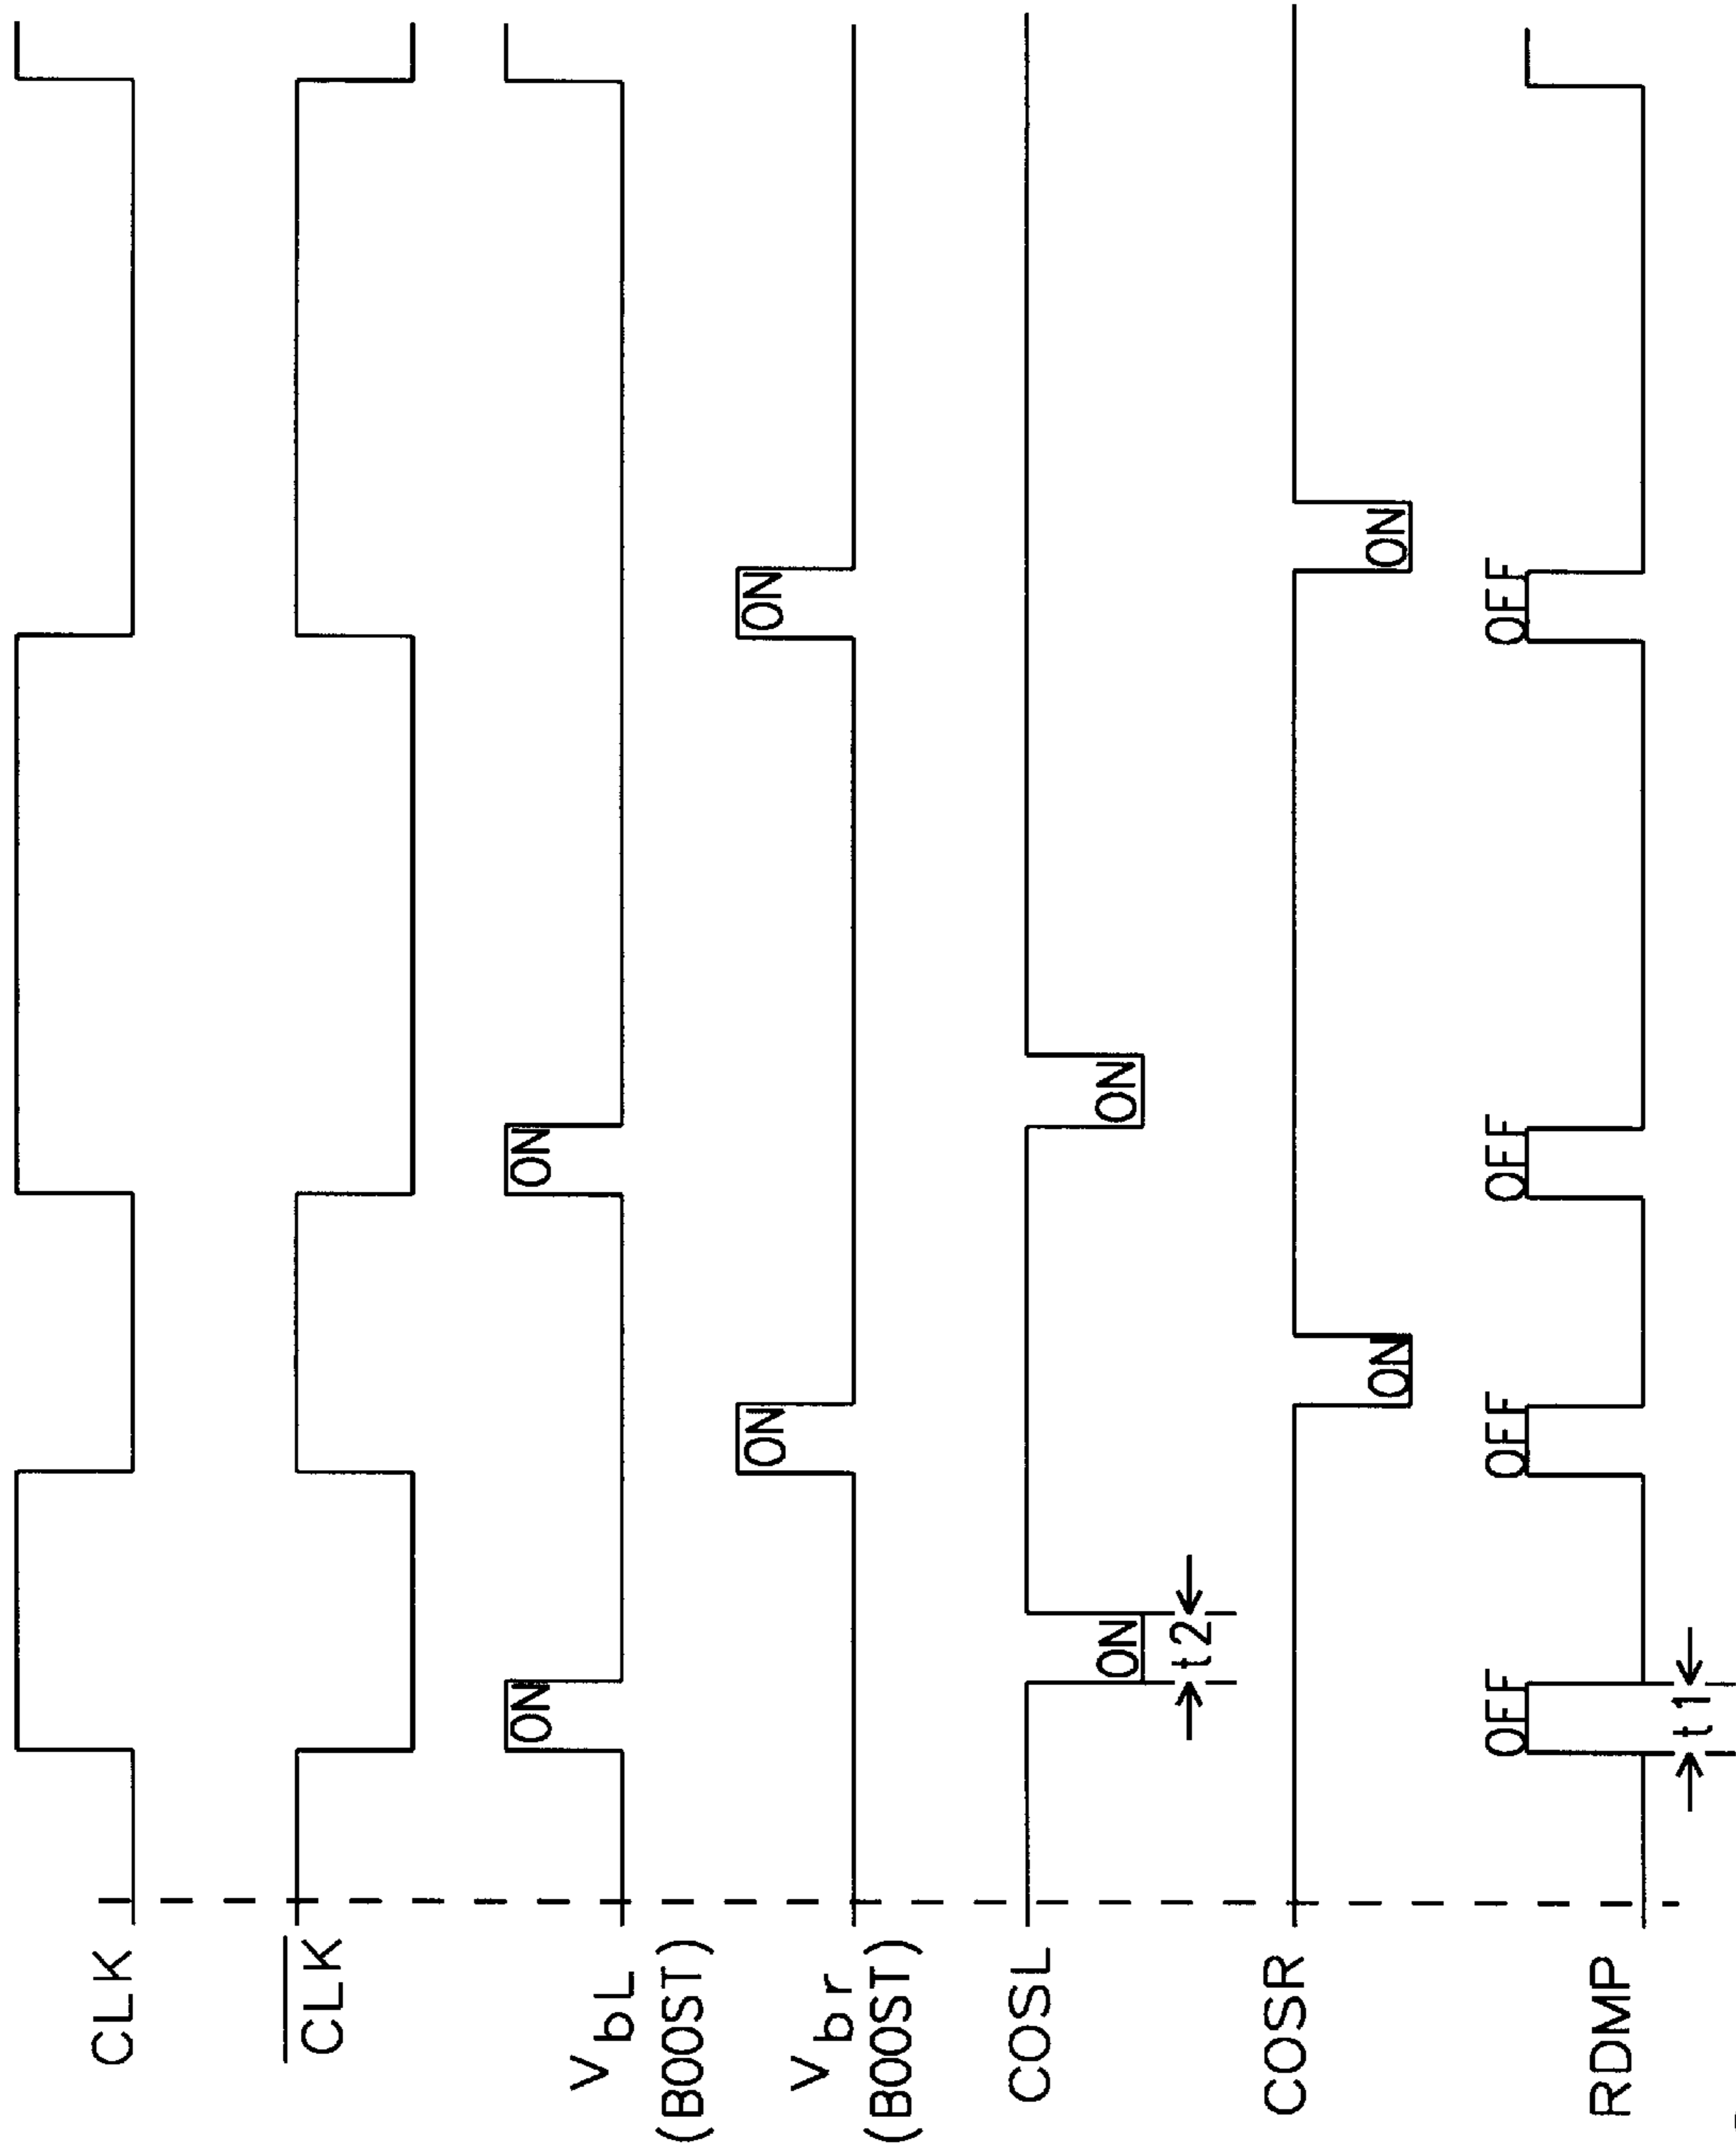 CLK
CLK
VbL
(BOOST)
ON
ON
Vbr
(BOOST)
ON
ON
COSL
ON
ON
t2
COSR
ON
ON
RDMP
OFF
OFF
OFF
OFF
t1